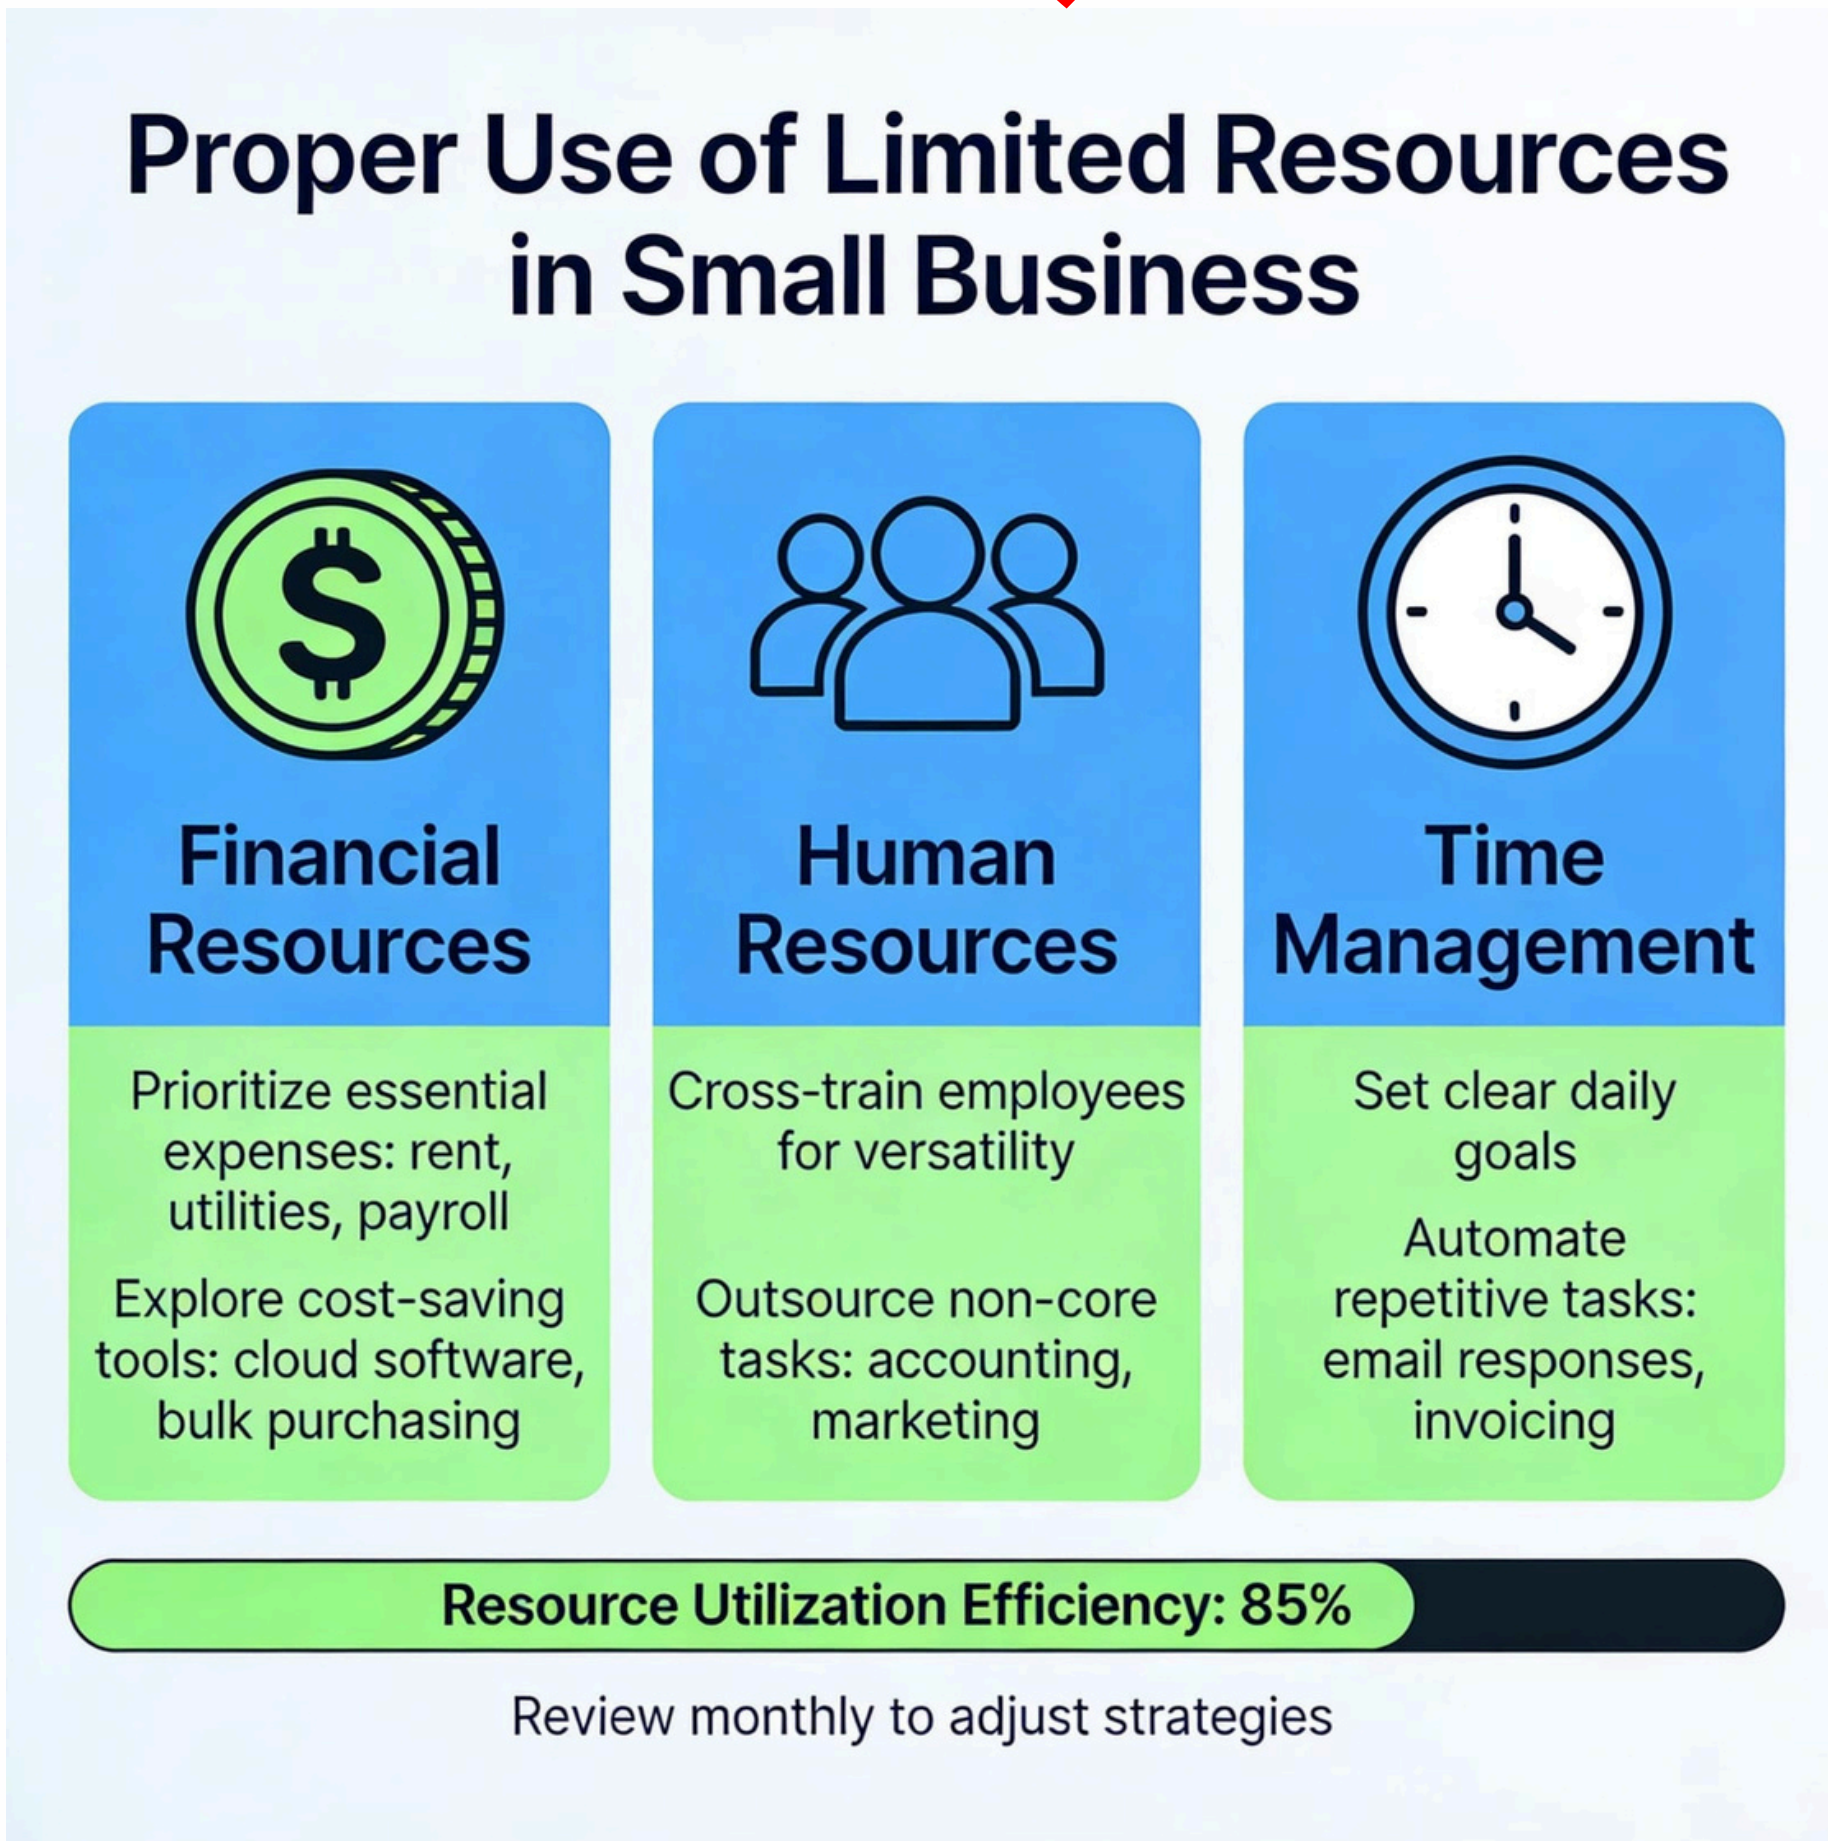 Proper Use of Limited Resources
in Small Business
$
Financial
Resources
Prioritize essential
expenses: rent,
utilities, payroll
Explore cost-saving
tools: cloud software,
bulk purchasing
Human
Resources
Cross-train employees
for versatility
Outsource non-core
tasks: accounting,
marketing
Time
Management
Set clear daily
goals
Automate
repetitive tasks:
email responses,
invoicing
Resource Utilization Efficiency: 85%
Review monthly to adjust strategies